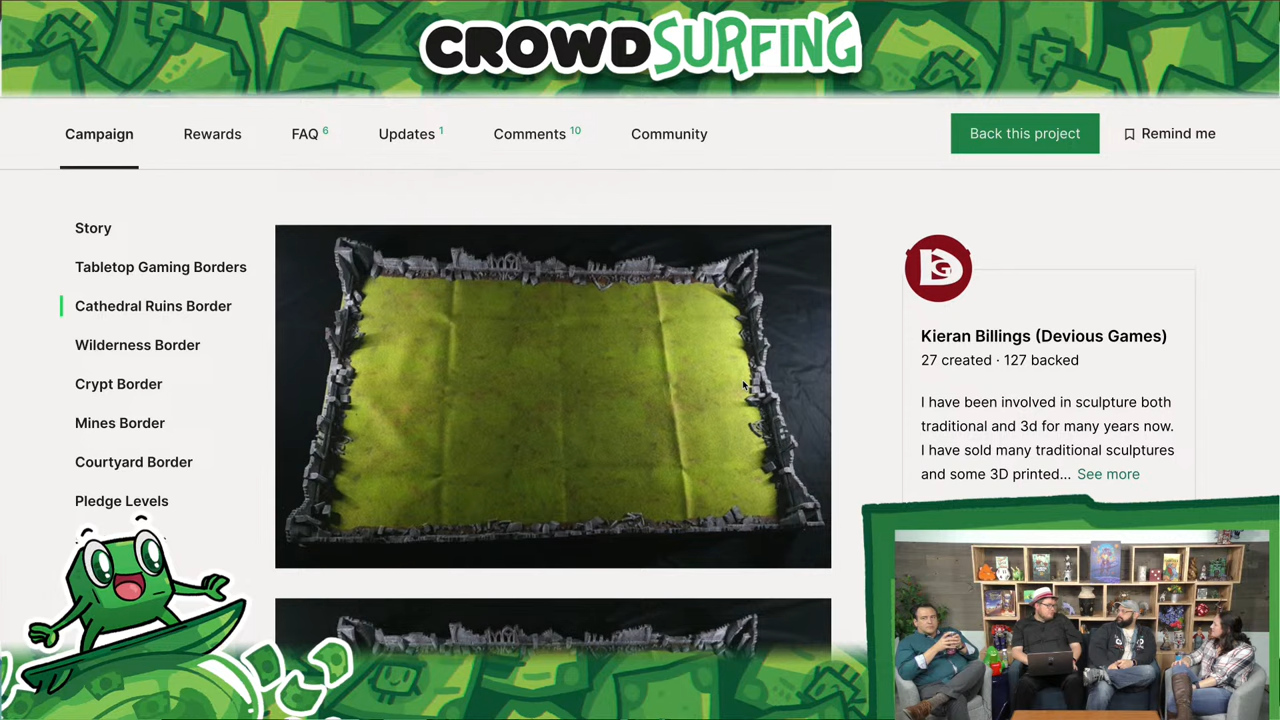 CROWDSURFING
Campaign
Rewards
FAQ 6
Updates 1
Comments 10
Community
Back this project
Remind me
Story
Tabletop Gaming Borders
Cathedral Ruins Border
Wilderness Border
Crypt Border
Mines Border
Courtyard Border
Pledge Levels
DG
Kieran Billings (Devious Games)
27 created · 127 backed
I have been involved in sculpture both
traditional and 3d for many years now.
I have sold many traditional sculptures
and some 3D printed... See more